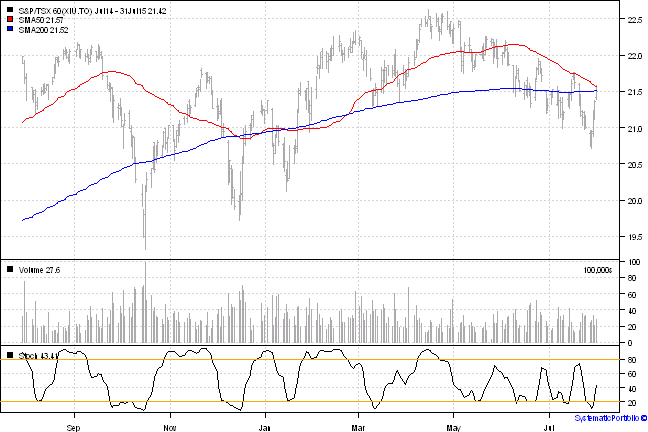 S&P/TSX 60(XIU.TO) Jul14 - 31Jul15 21.42
SMA50 21.57
SMA200 21.52
22.5
22.0
21.5
21.0
20.5
20.0
19.5
Volume 27.6
100,000s
100
80
60
40
20
0
Stoch 43.41
80
60
40
20
Sep
Nov
Jan
Mar
May
Jul
SystematicPortfolio ©